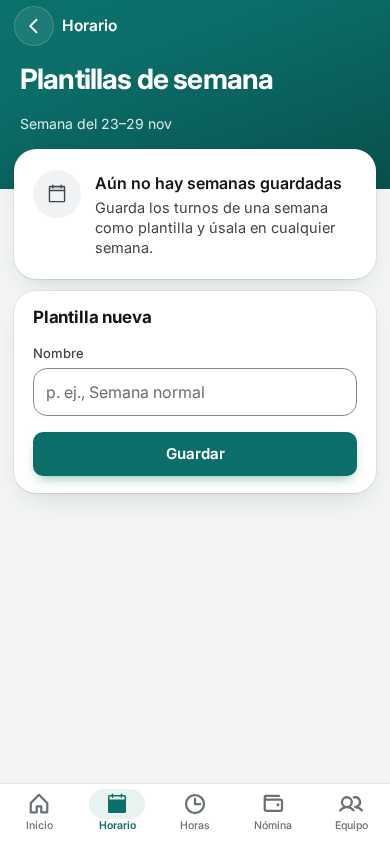 Horario
Plantillas de semana
Semana del 23–29 nov
Aún no hay semanas guardadas
Guarda los turnos de una semana
como plantilla y úsala en cualquier
semana.
Plantilla nueva
Nombre
p. ej., Semana normal
Guardar
Inicio
Horario
Horas
Nómina
Equipo